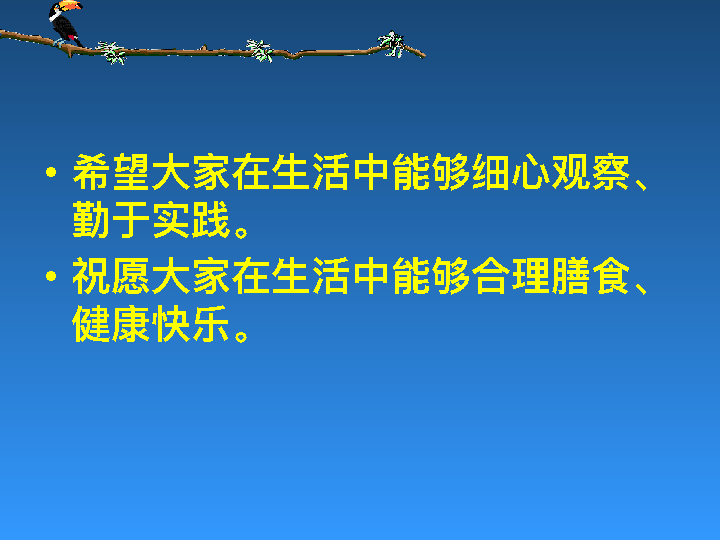 • 希望大家在生活中能够细心观察、
勤于实践。
• 祝愿大家在生活中能够合理膳食、
健康快乐。